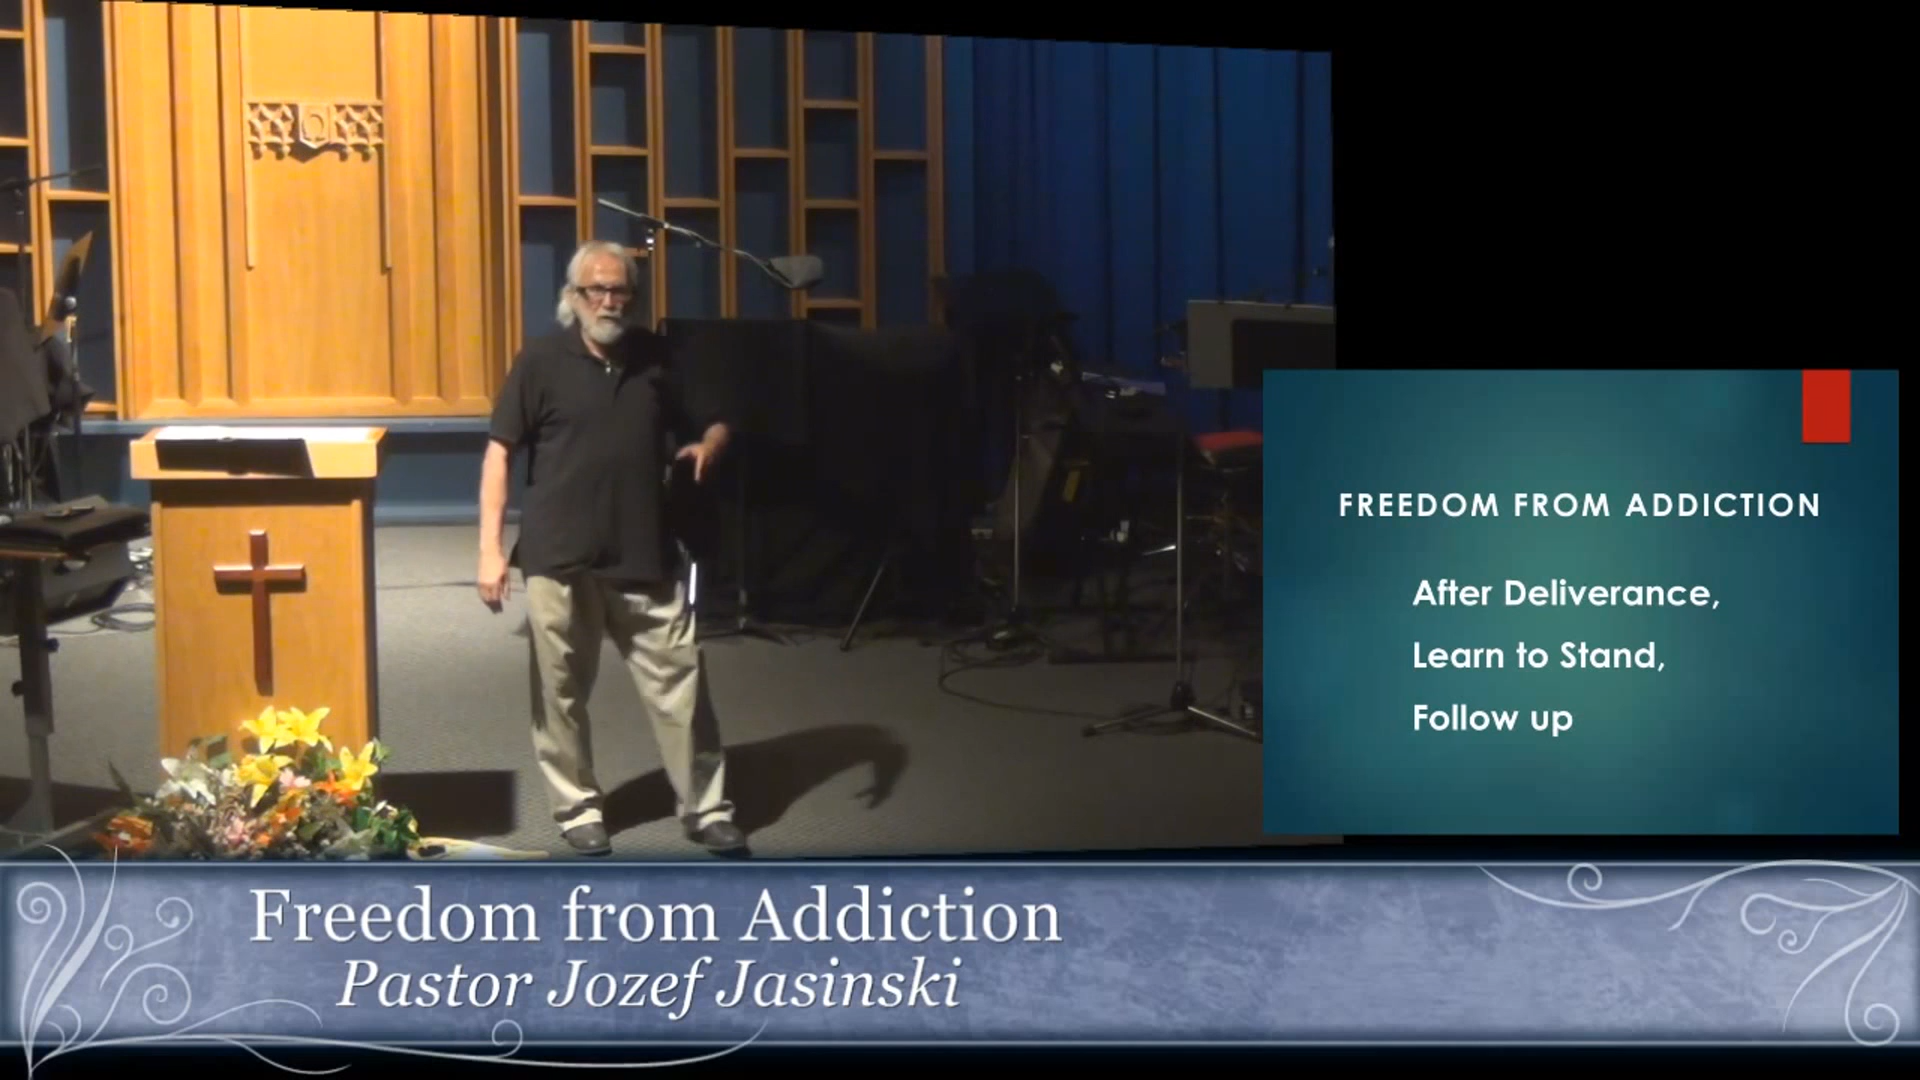 FREEDOM FROM ADDICTION
After Deliverance,
Learn to Stand,
Follow up
Freedom from Addiction
Pastor Jozef Jasinski